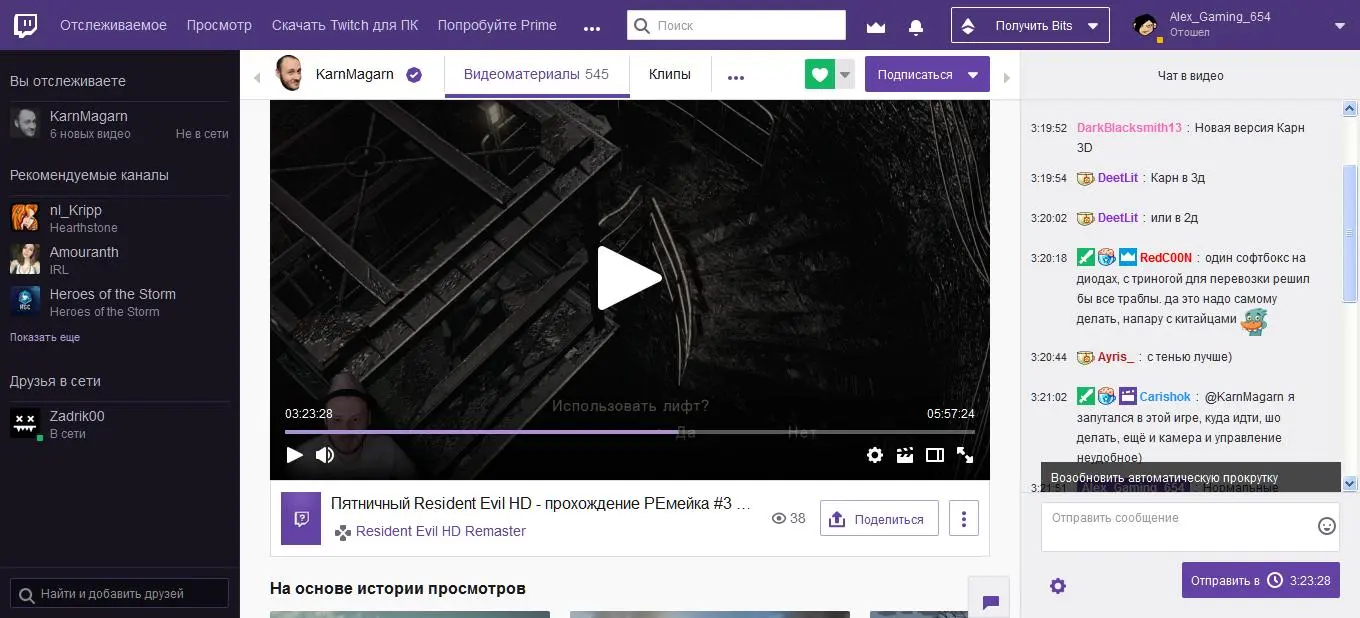 Отслеживаемое Просмотр Скачать Twitch для ПК Попробуйте Prime ... Поиск Получить Bits Alex_Gaming_654
Отошел
Вы отслеживаете
KarnMagarn
6 новых видео Не в сети
Рекомендуемые каналы
nl_Kripp
Hearthstone
Amouranth
IRL
Heroes of the Storm
Heroes of the Storm
Показать еще
Друзья в сети
Zadrik00
В сети
Найти и добавить друзей
KarnMagarn Видеоматериалы 545 Клипы ... Подписаться
Использовать лифт?
03:23:28 05:57:24
Да Нет
Пятничный Resident Evil HD - прохождение РЕмейка #3 ...
Resident Evil HD Remaster
38 Поделиться
На основе истории просмотров
Чат в видео
3:19:52 DarkBlacksmith13 : Новая версия Карн
3D
3:19:54 DeetLit : Карн в 3д
3:20:02 DeetLit : или в 2д
3:20:18 RedC00N : один софтбокс на
диодах, с триногой для перевозки решил
бы все траблы. да это надо самому
делать, напару с китайцами
3:20:44 Ayris_ : с тенью лучше)
3:21:02 Carishok : @KarnMagarn я
запутался в этой игре, куда идти, шо
делать, ещё и камера и управление
неудобное)
Возобновить автоматическую прокрутку
3:21:51 Alex_Gaming_654 : Нормальные
Отправить сообщение
Отправить в 3:23:28